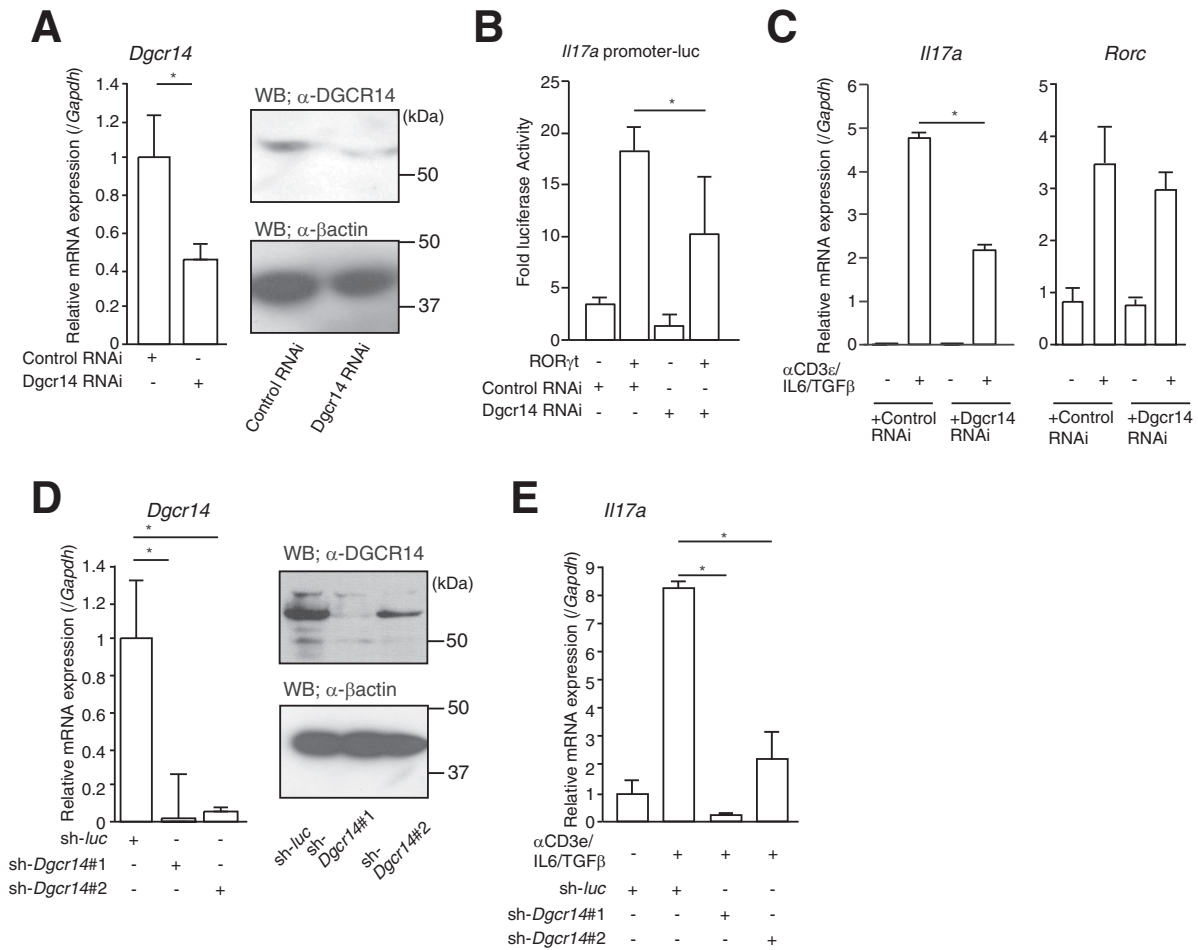 A
Dgcr14
*
Relative mRNA expression (/Gapdh)
1.4
1.2
1
0.8
0.6
0.4
0.2
0
Control RNAi + -
Dgcr14 RNAi - +
WB; α-DGCR14
(kDa)
50
WB; α-βactin
50
37
Control RNAi
Dgcr14 RNAi
B
Il17a promoter-luc
*
Fold luciferase Activity
25
20
15
10
5
0
RORγt - + - +
Control RNAi + + - -
Dgcr14 RNAi - - + +
C
Il17a
*
Relative mRNA expression (/Gapdh)
6
5
4
3
2
1
0
Rorc
5
4
3
2
1
0
αCD3ε/
IL6/TGFβ - + - + - + - +
+Control +Dgcr14 +Control +Dgcr14
RNAi RNAi RNAi RNAi
D
Dgcr14
*
*
Relative mRNA expression (/Gapdh)
1.4
1.2
1
0.8
0.6
0.4
0.2
0
sh-luc + - -
sh-Dgcr14#1 - + -
sh-Dgcr14#2 - - +
WB; α-DGCR14
(kDa)
50
WB; α-βactin
50
37
sh-luc
sh-
Dgcr14#1
sh-
Dgcr14#2
E
Il17a
*
*
Relative mRNA expression (/Gapdh)
9
8
7
6
5
4
3
2
1
0
αCD3e/
IL6/TGFβ - + + +
sh-luc + + - -
sh-Dgcr14#1 - - + -
sh-Dgcr14#2 - - - +